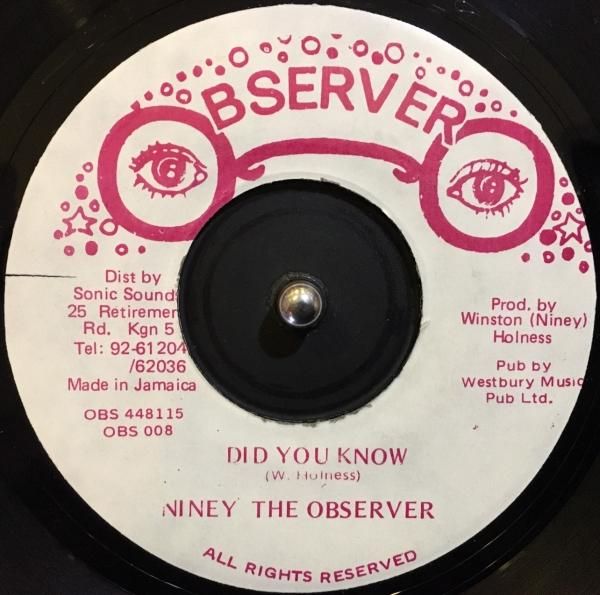 OBSERVER
Dist by
Sonic Sounds
25 Retirement
Rd. Kgn 5
Tel: 92-61204
/62036
Made in Jamaica
OBS 448115
OBS 008
Prod. by
Winston (Niney)
Holness
Pub by
Westbury Music
Pub Ltd.
DID YOU KNOW
(W. Holness)
NINEY THE OBSERVER
ALL RIGHTS RESERVED